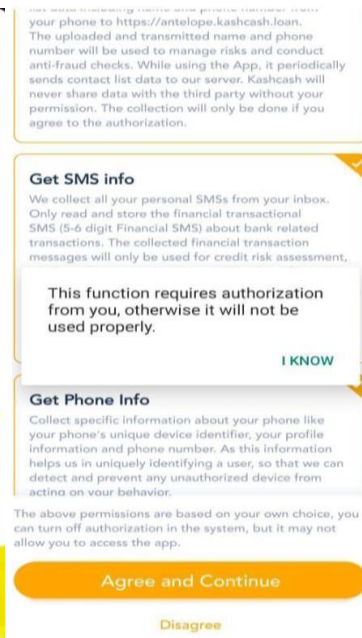 your phone to https://antelope.kashcash.loan.
The uploaded and transmitted name and phone
number will be used to manage risks and conduct
anti-fraud checks. While using the App, it periodically
sends contact list data to our server. Kashcash will
never share data with the third party without your
permission. The collection will only be done if you
agree to the authorization.
Get SMS info
We collect all your personal SMSs from your inbox.
Only read and store the financial transactional
SMS (5-6 digit Financial SMS) about bank related
transactions. The collected financial transaction
messages will only be used for credit risk assessment,
This function requires authorization
from you, otherwise it will not be
used properly.
I KNOW
Get Phone Info
Collect specific information about your phone like
your phone's unique device identifier, your profile
information and phone number. As this information
helps us in uniquely identifying a user, so that we can
detect and prevent any unauthorized device from
acting on your behavior.
The above permissions are based on your own choice, you
can turn off authorization in the system, but it may not
allow you to access the app.
Agree and Continue
Disagree